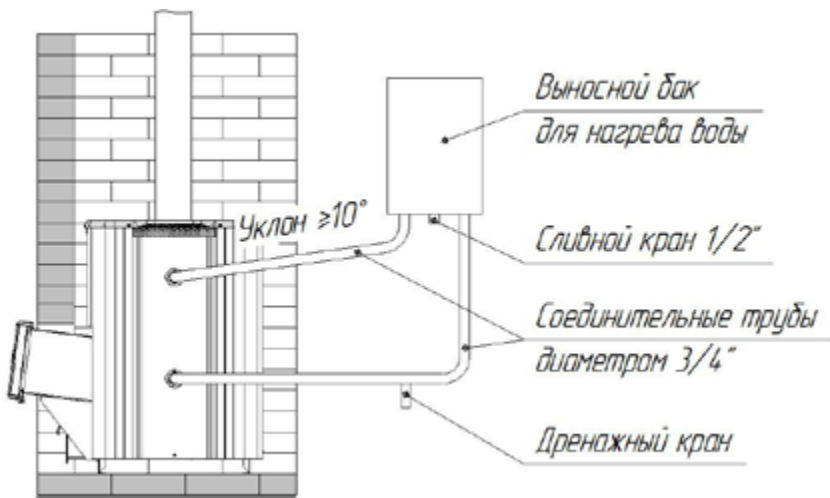 Выносной бак
для нагрева воды
Уклон ≥10°
Сливной кран 1/2"
Соединительные трубы
диаметром 3/4"
Дренажный кран